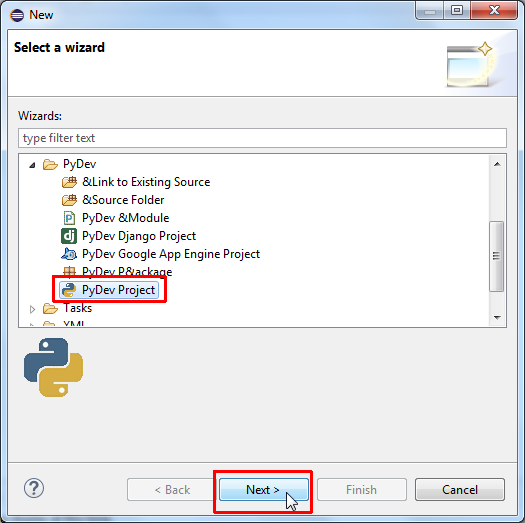 New
Select a wizard
Wizards:
type filter text
PyDev
&Link to Existing Source
&Source Folder
PyDev &Module
PyDev Django Project
PyDev Google App Engine Project
PyDev P&ackage
PyDev Project
Tasks
XML
< Back
Next >
Finish
Cancel